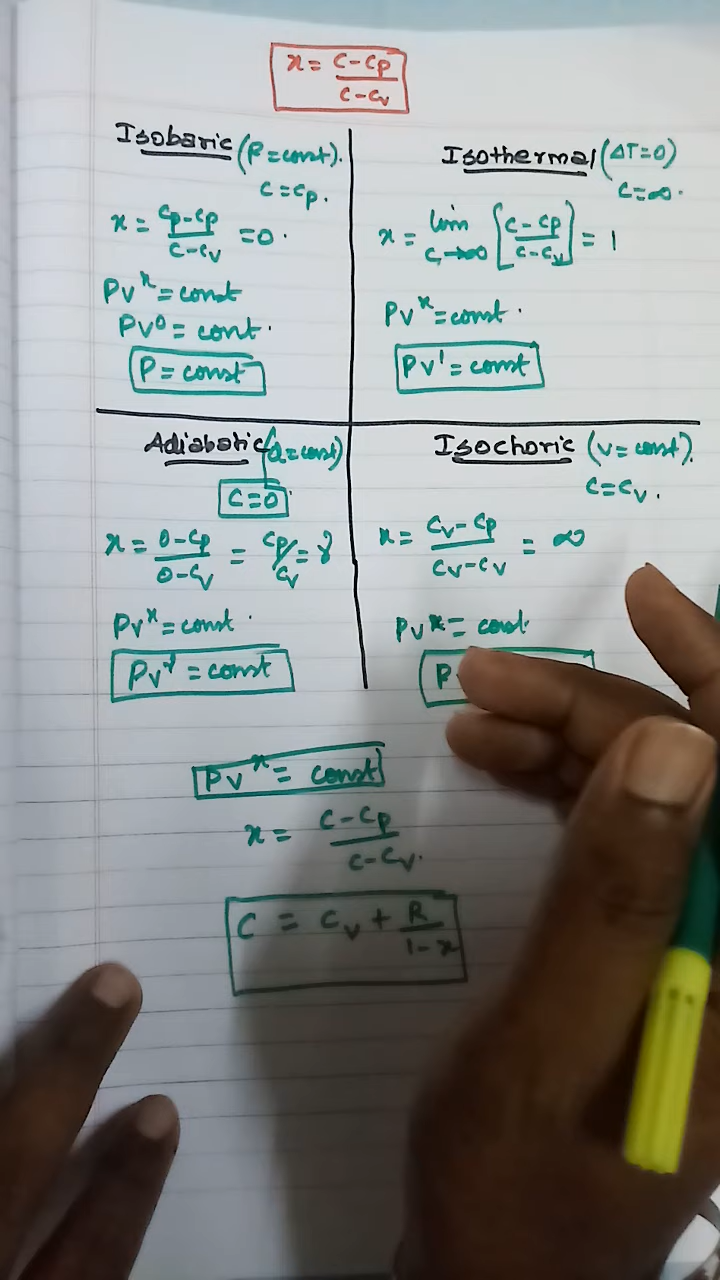 x = C-Cp / C-Cv
Isobaric (P=const).
C=Cp.
x = Cp-Cp / C-Cv = 0.
PV^x = const
PV^0 = cont.
P = const
Isothermal (ΔT=0)
C=∞.
x = lim C→∞ [C-Cp / C-Cv] = 1
PV^x = const.
PV^1 = const
Adiabatic (Q=const)
C=0.
x = 0-Cp / 0-Cv = Cp/Cv = γ
PV^x = const.
PV^γ = const
Isochoric (V=const).
C=Cv.
x = Cv-Cp / Cv-Cv = ∞
PV^x = const.
P
PV^x = const
x = C-Cp / C-Cv.
C = Cv + R / 1-x